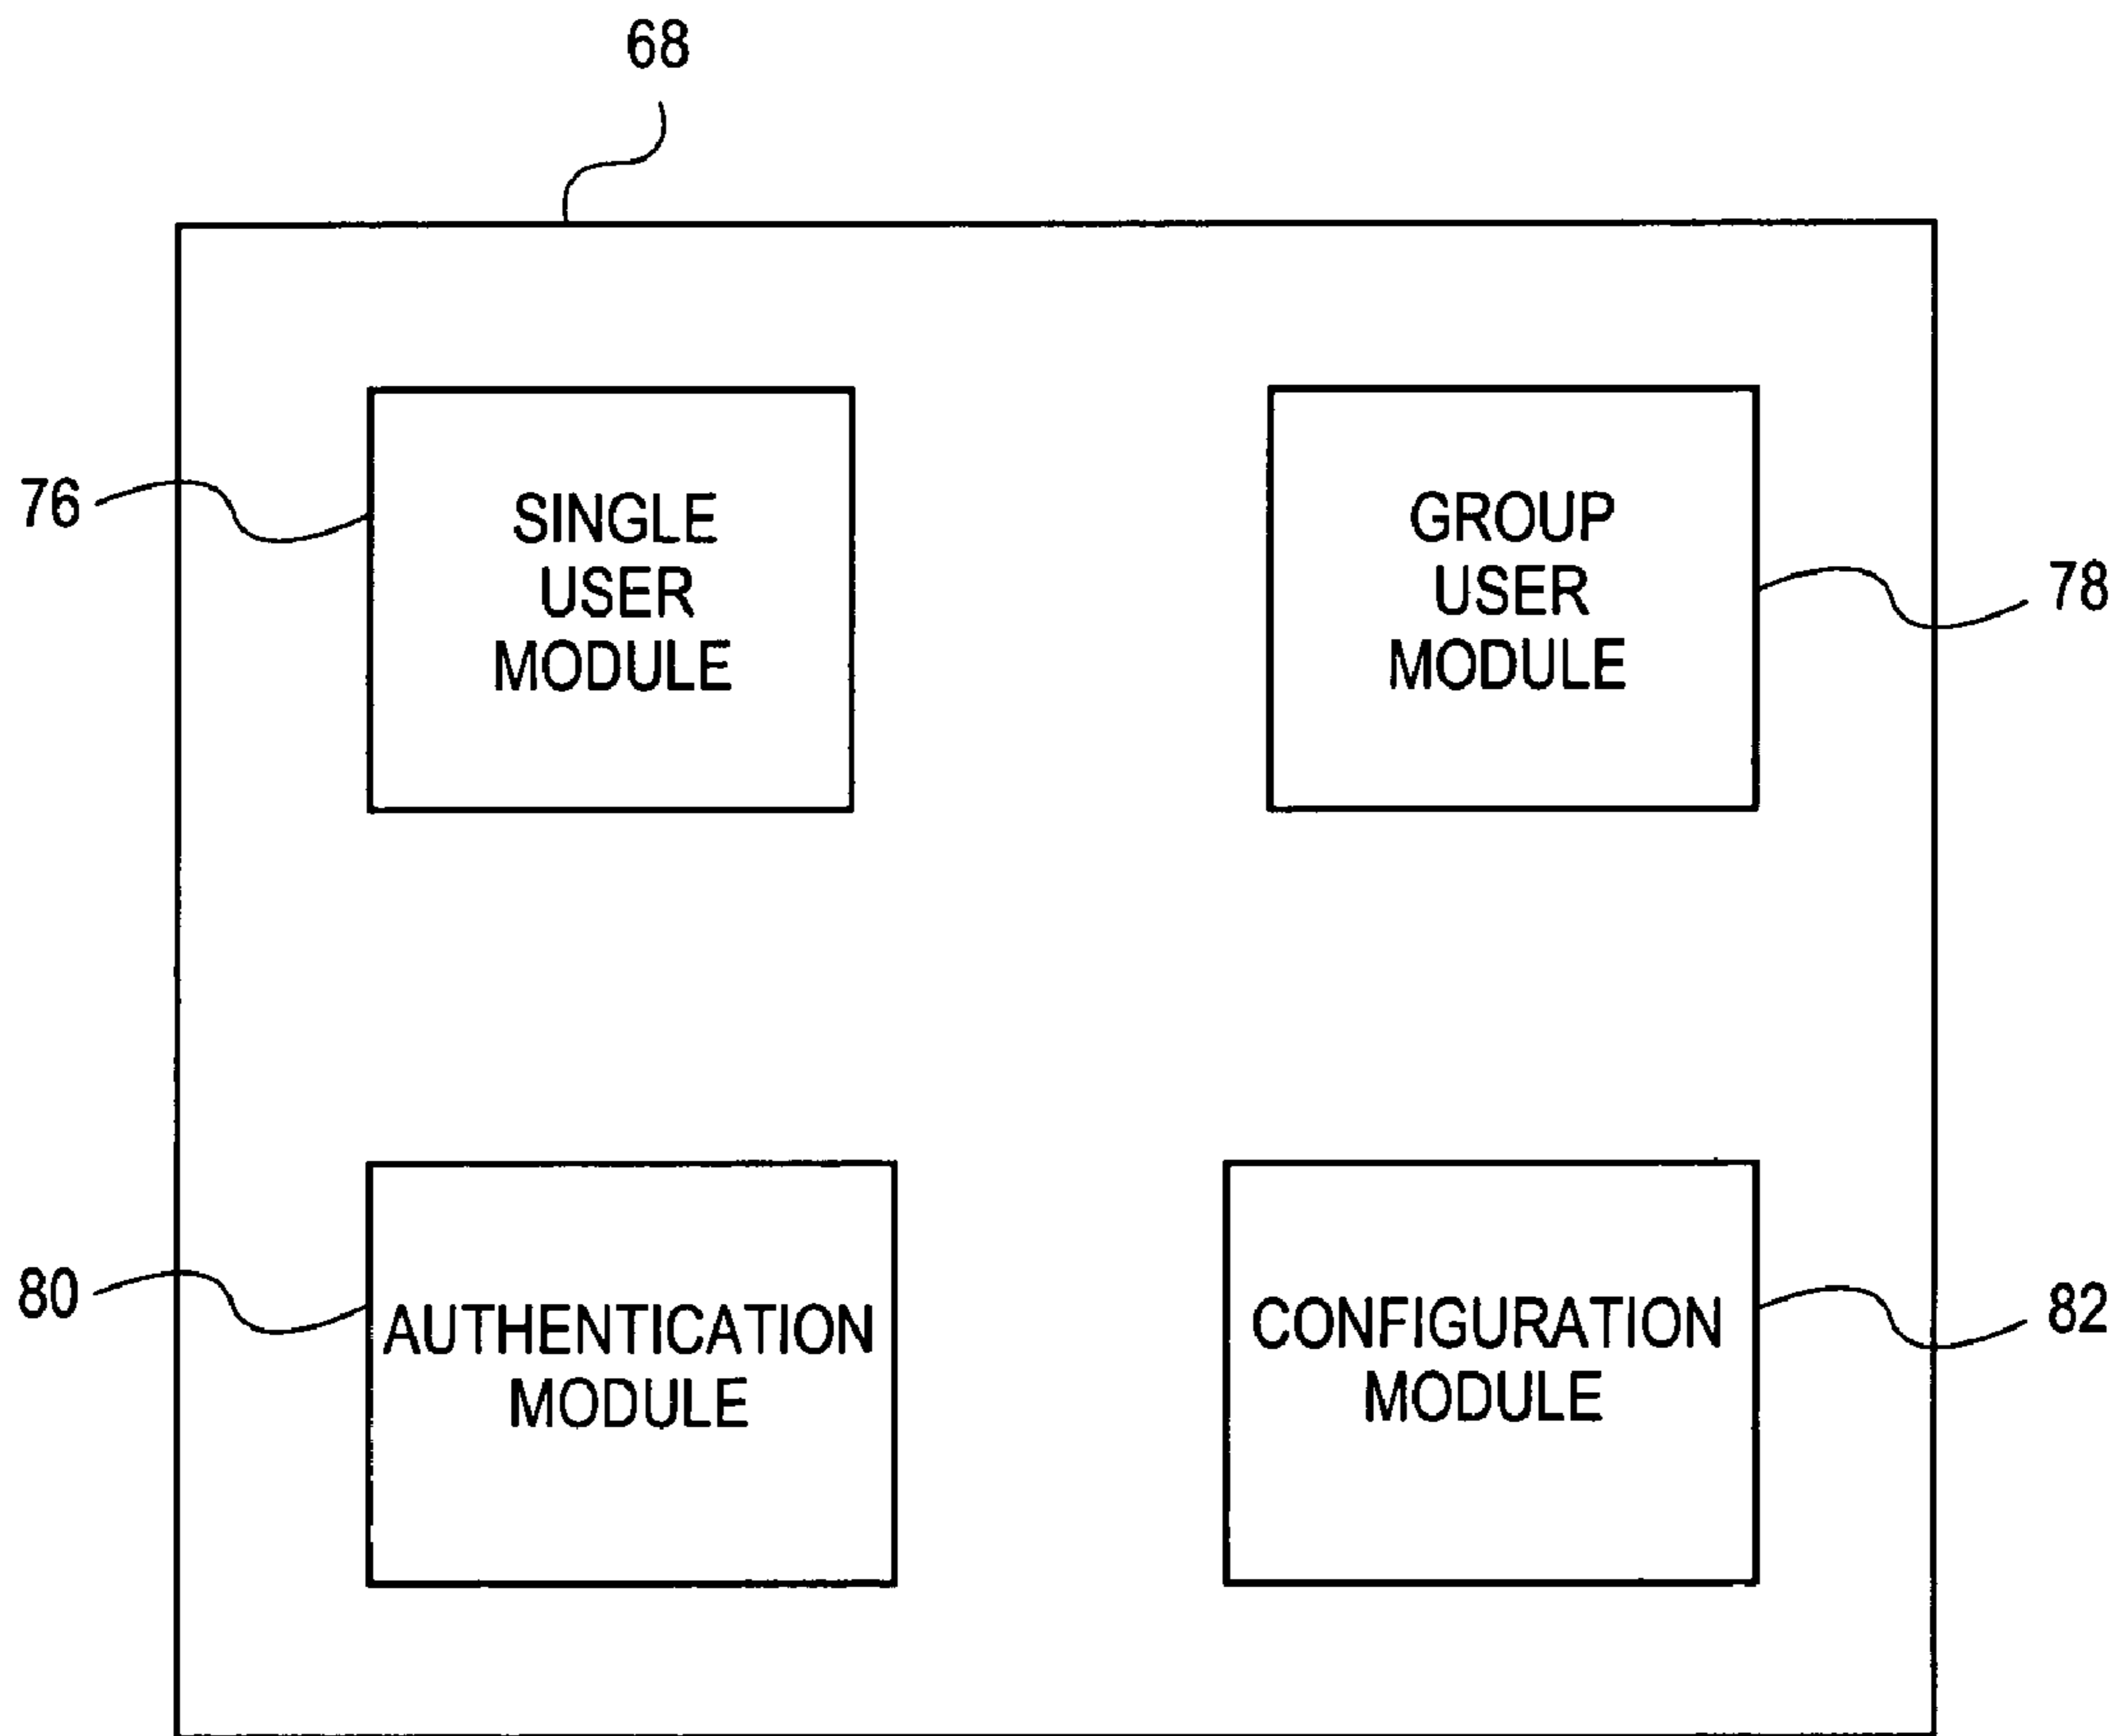 68
76
SINGLE
USER
MODULE
GROUP
USER
MODULE
78
80
AUTHENTICATION
MODULE
CONFIGURATION
MODULE
82